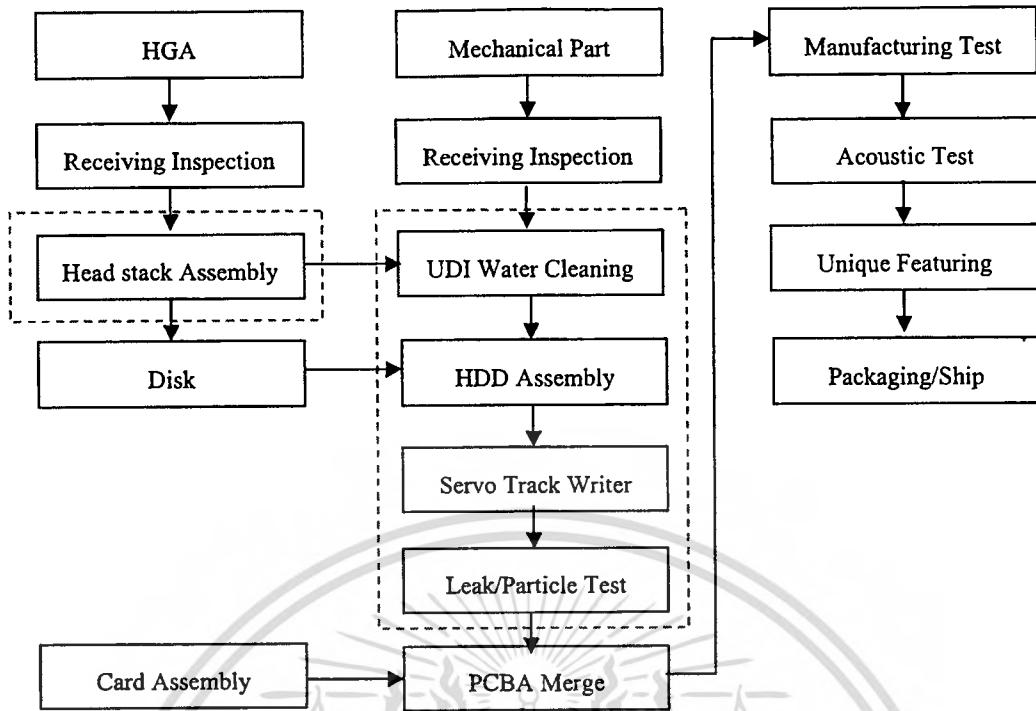 HGA
Receiving Inspection
Head stack Assembly
Disk
Card Assembly
Mechanical Part
Receiving Inspection
UDI Water Cleaning
HDD Assembly
Servo Track Writer
Leak/Particle Test
PCBA Merge
Manufacturing Test
Acoustic Test
Unique Featuring
Packaging/Ship